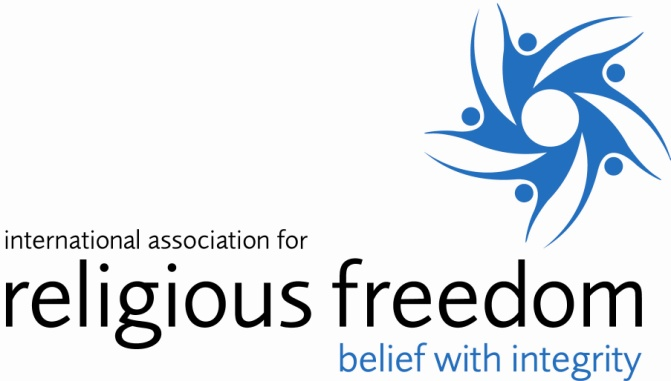 international association for
religious freedom
belief with integrity